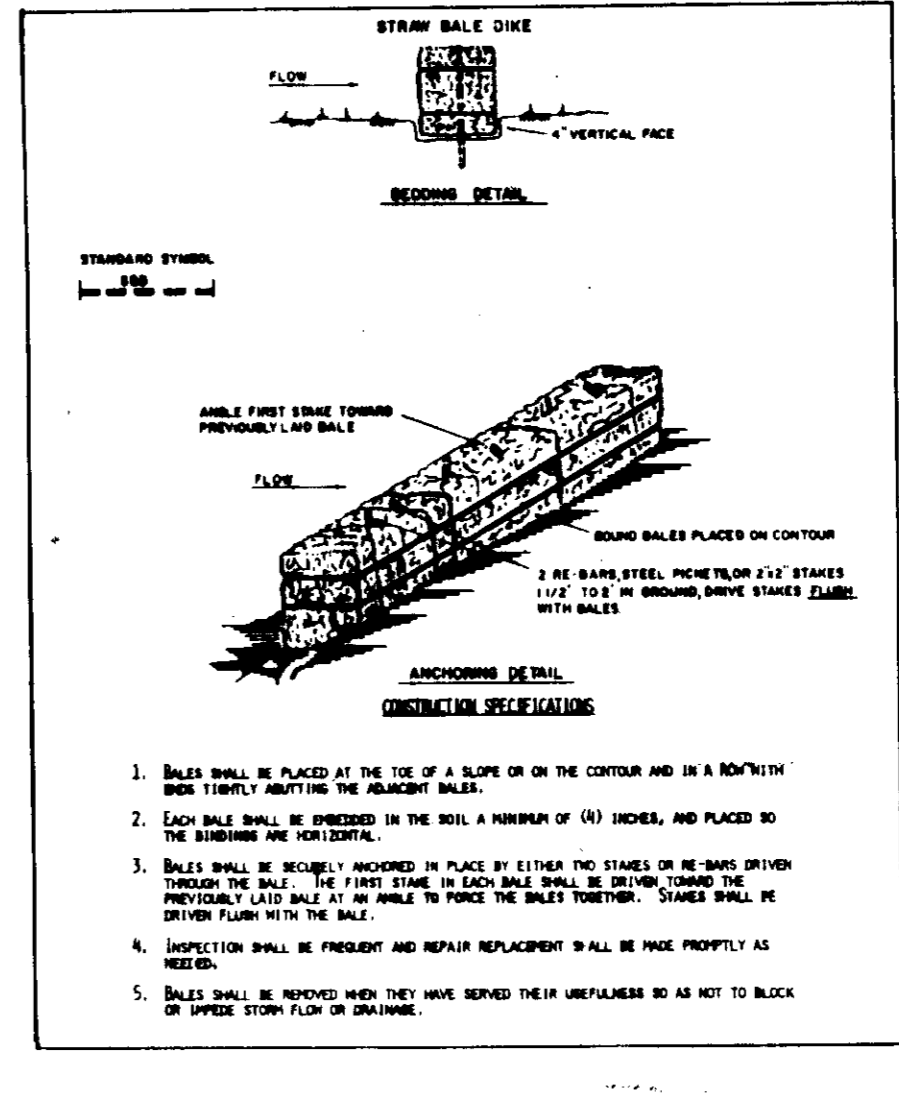 STRAW BALE DIKE
FLOW
4" VERTICAL FACE
BEDDING DETAIL
STANDARD SYMBOL
SBD
ANGLE FIRST STAKE TOWARD
PREVIOUSLY LAID BALE
FLOW
BOUND BALES PLACED ON CONTOUR
2 RE-BARS, STEEL PICKETS, OR 2"x2" STAKES
1 1/2' TO 2' IN GROUND, DRIVE STAKES FLUSH
WITH BALES.
ANCHORING DETAIL
CONSTRUCTION SPECIFICATIONS
1. BALES SHALL BE PLACED AT THE TOE OF A SLOPE OR ON THE CONTOUR AND IN A ROW WITH
ENDS TIGHTLY ABUTTING THE ADJACENT BALES.
2. EACH BALE SHALL BE EMBEDDED IN THE SOIL A MINIMUM OF (4) INCHES, AND PLACED SO
THE BINDINGS ARE HORIZONTAL.
3. BALES SHALL BE SECURELY ANCHORED IN PLACE BY EITHER TWO STAKES OR RE-BARS DRIVEN
THROUGH THE BALE. THE FIRST STAKE IN EACH BALE SHALL BE DRIVEN TOWARD THE
PREVIOUSLY LAID BALE AT AN ANGLE TO FORCE THE BALES TOGETHER. STAKES SHALL BE
DRIVEN FLUSH WITH THE BALE.
4. INSPECTION SHALL BE FREQUENT AND REPAIR REPLACEMENT SHALL BE MADE PROMPTLY AS
NEEDED.
5. BALES SHALL BE REMOVED WHEN THEY HAVE SERVED THEIR USEFULNESS SO AS NOT TO BLOCK
OR IMPEDE STORM FLOW OR DRAINAGE.